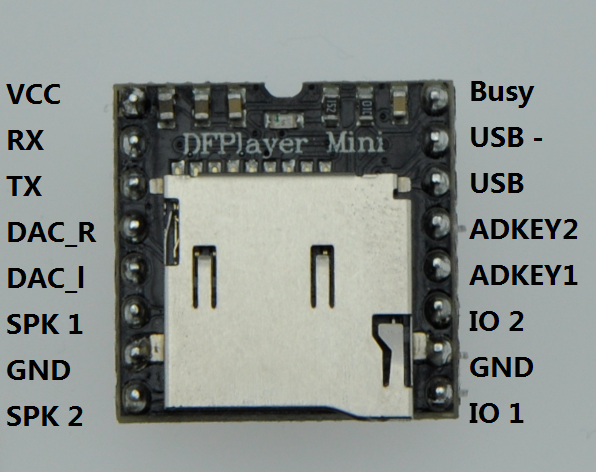 VCC
RX
TX
DAC_R
DAC_l
SPK 1
GND
SPK 2
DFPlayer Mini
Busy
USB -
USB
ADKEY2
ADKEY1
IO 2
GND
IO 1